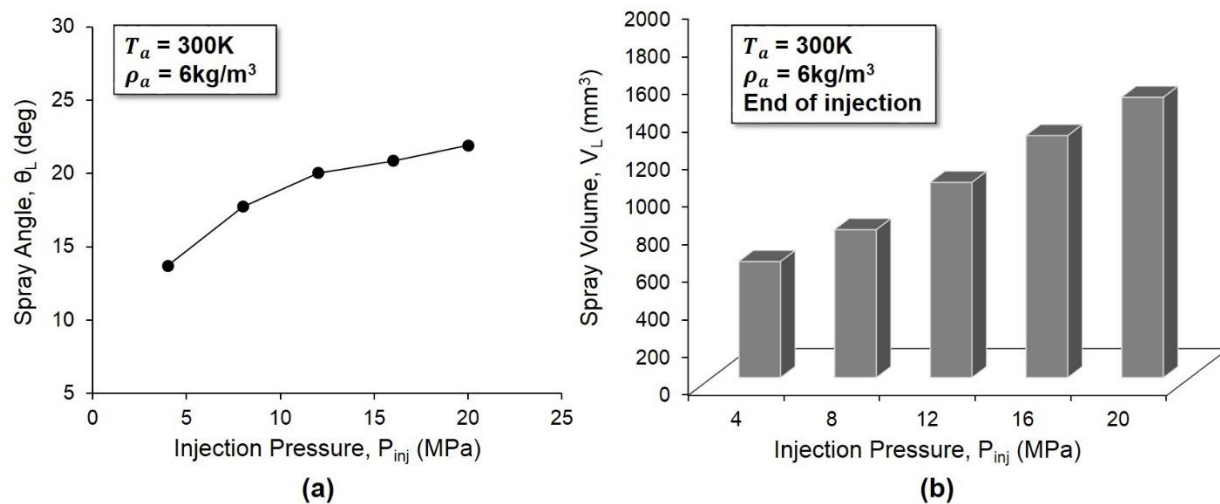 30
25
20
15
10
5
Spray Angle, θ_L (deg)
T_a = 300K
ρ_a = 6kg/m³
0 5 10 15 20 25
Injection Pressure, P_inj (MPa)
(a)
2000
1800
1600
1400
1200
1000
800
600
400
200
0
Spray Volume, V_L (mm³)
T_a = 300K
ρ_a = 6kg/m³
End of injection
4 8 12 16 20
Injection Pressure, P_inj (MPa)
(b)